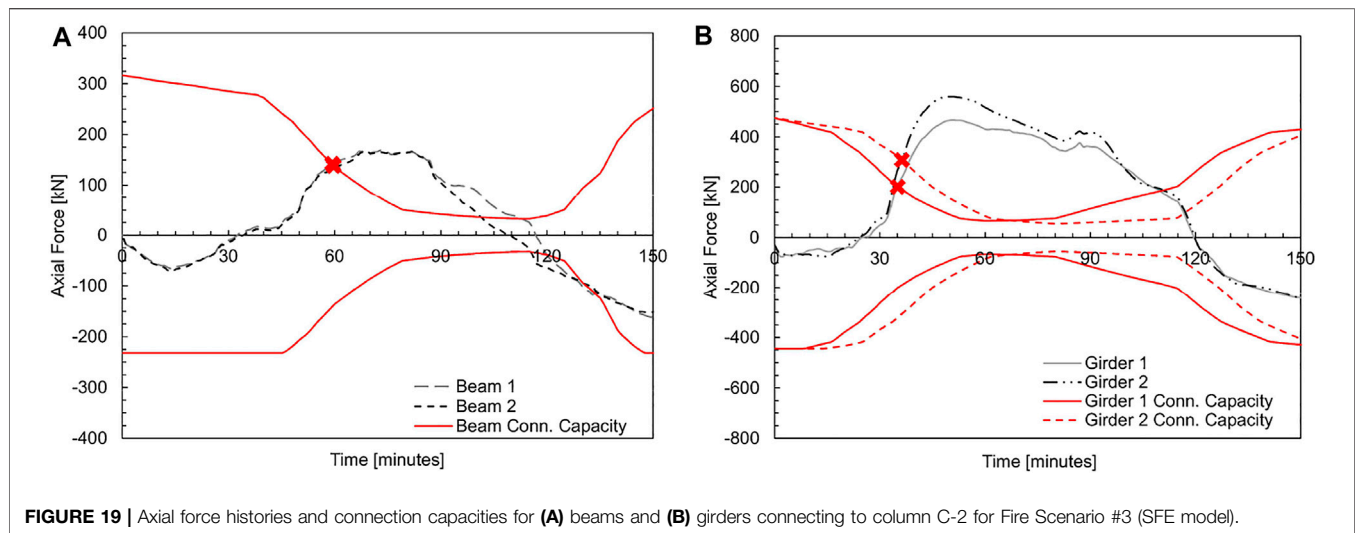 A
400
300
200
100
0
-100
-200
-300
-400
Axial Force [kN]
0
30
60
90
120
150
Beam 1
Beam 2
Beam Conn. Capacity
Time [minutes]
B
800
600
400
200
0
-200
-400
-600
-800
Axial Force [kN]
0
30
60
90
120
150
Girder 1
Girder 2
Girder 1 Conn. Capacity
Girder 2 Conn. Capacity
Time [minutes]
FIGURE 19 | Axial force histories and connection capacities for (A) beams and (B) girders connecting to column C-2 for Fire Scenario #3 (SFE model).